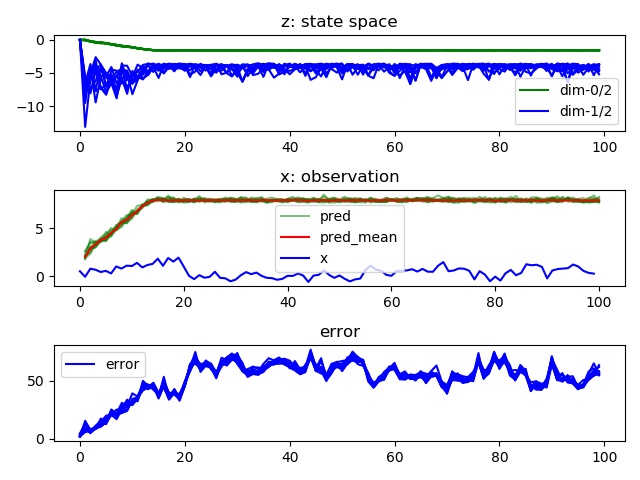 z: state space
0
−5
−10
dim-0/2
dim-1/2
0 20 40 60 80 100
x: observation
5
0
pred
pred_mean
x
0 20 40 60 80 100
error
50
0
error
0 20 40 60 80 100